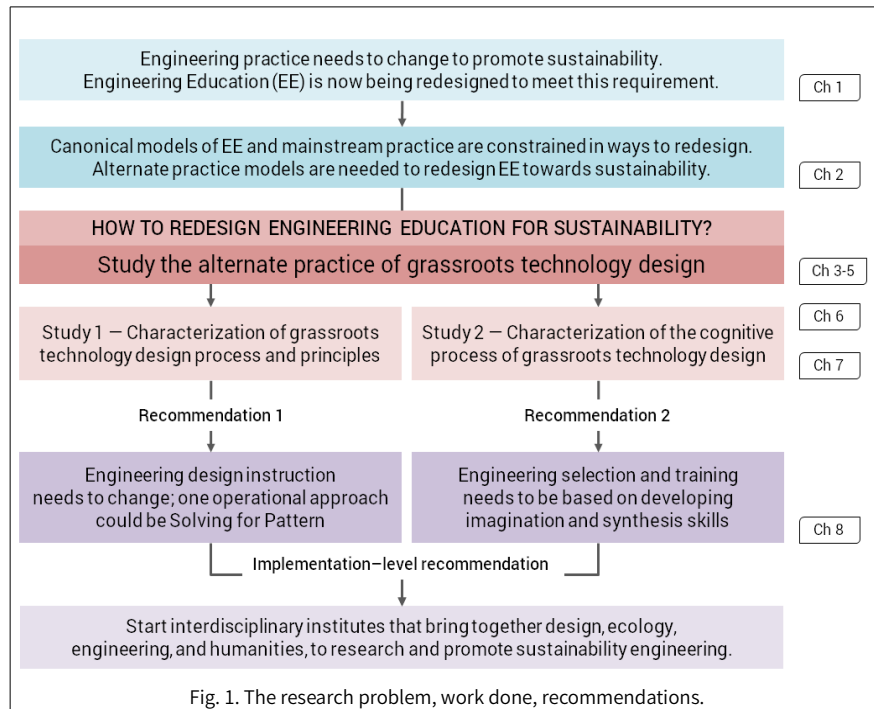 Engineering practice needs to change to promote sustainability.
Engineering Education (EE) is now being redesigned to meet this requirement.
Ch 1
Canonical models of EE and mainstream practice are constrained in ways to redesign.
Alternate practice models are needed to redesign EE towards sustainability.
Ch 2
HOW TO REDESIGN ENGINEERING EDUCATION FOR SUSTAINABILITY?
Study the alternate practice of grassroots technology design
Ch 3-5
Study 1 — Characterization of grassroots
technology design process and principles
Study 2 — Characterization of the cognitive
process of grassroots technology design
Ch 6
Ch 7
Recommendation 1
Recommendation 2
Engineering design instruction
needs to change; one operational approach
could be Solving for Pattern
Engineering selection and training
needs to be based on developing
imagination and synthesis skills
Ch 8
Implementation–level recommendation
Start interdisciplinary institutes that bring together design, ecology,
engineering, and humanities, to research and promote sustainability engineering.
Fig. 1. The research problem, work done, recommendations.